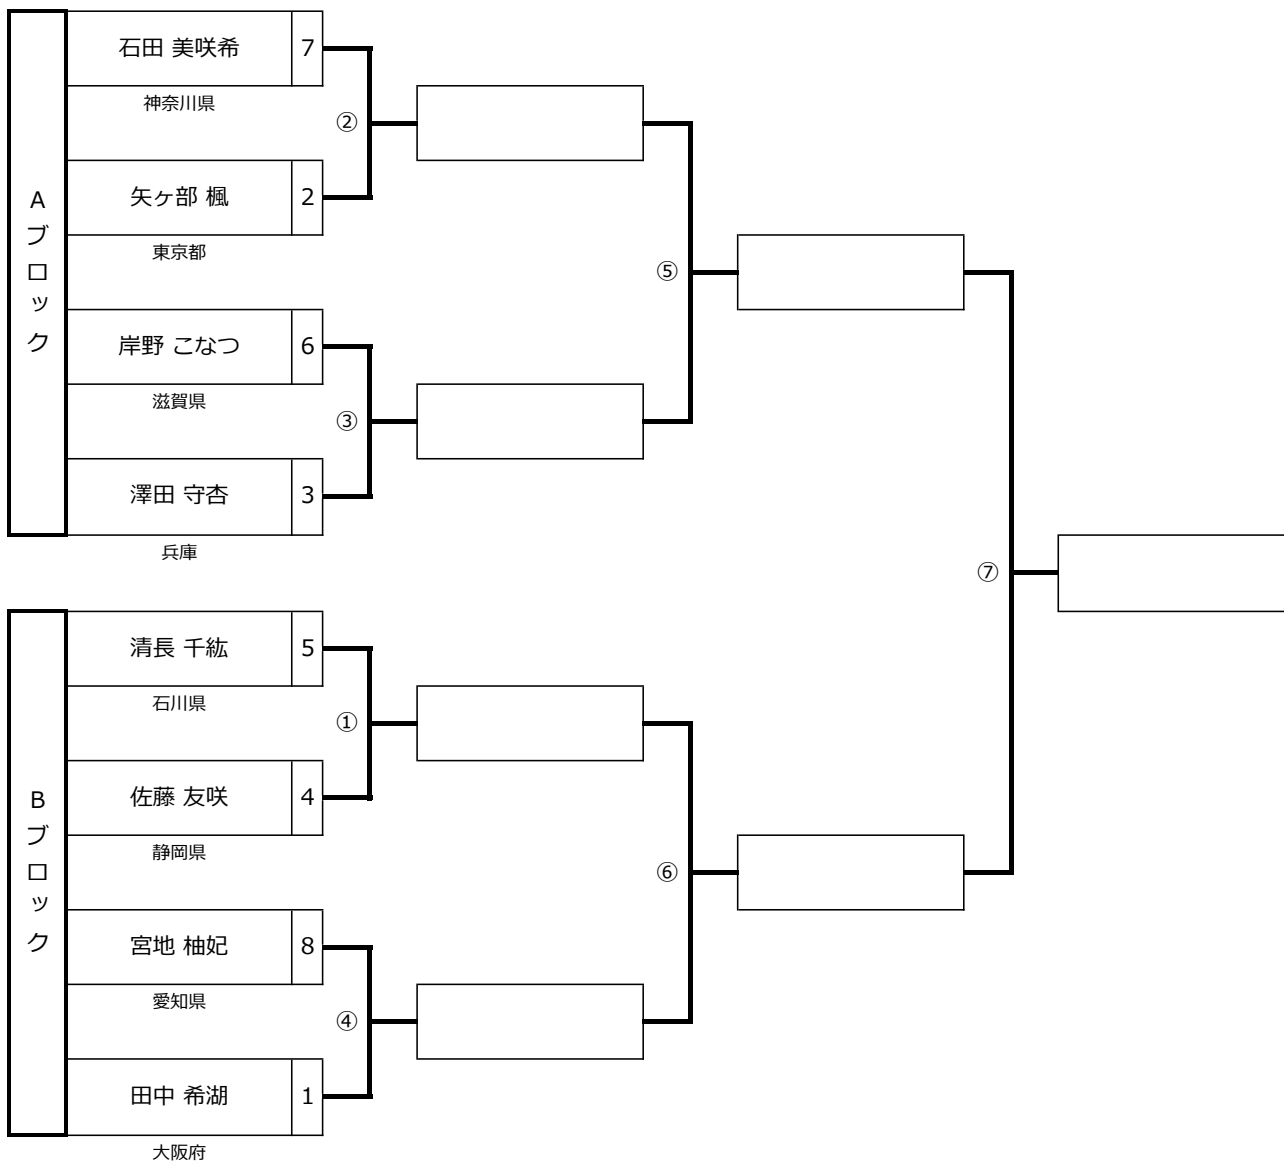 Aブロック
石田 美咲希 7
神奈川県
②
矢ヶ部 楓 2
東京都
⑤
岸野 こなつ 6
滋賀県
③
澤田 守杏 3
兵庫
⑦
Bブロック
清長 千紘 5
石川県
①
佐藤 友咲 4
静岡県
⑥
宮地 柚妃 8
愛知県
④
田中 希湖 1
大阪府